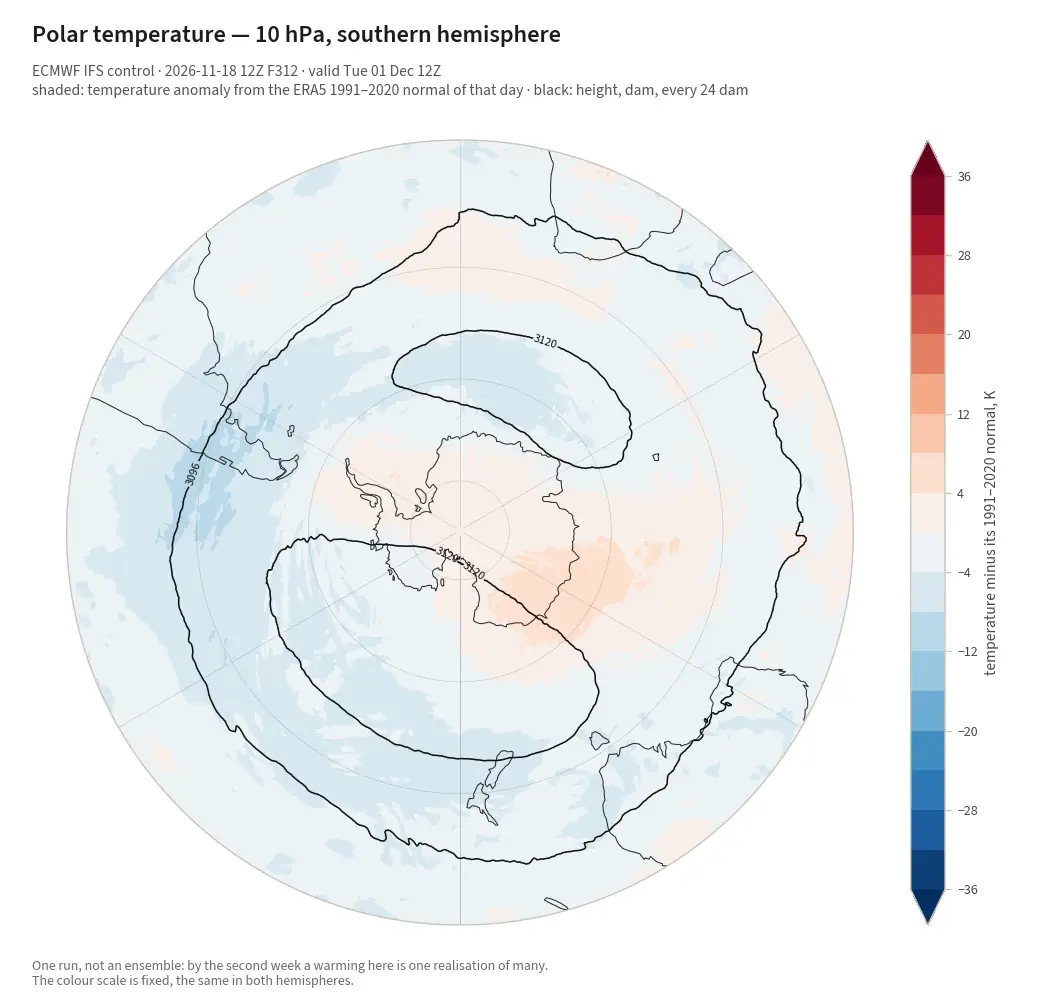 Polar temperature — 10 hPa, southern hemisphere
ECMWF IFS control · 2026-11-18 12Z F312 · valid Tue 01 Dec 12Z
shaded: temperature anomaly from the ERA5 1991–2020 normal of that day · black: height, dam, every 24 dam
36
28
20
12
4
−4
−12
−20
−28
−36
temperature minus its 1991–2020 normal, K
3120
3096
3120
One run, not an ensemble: by the second week a warming here is one realisation of many.
The colour scale is fixed, the same in both hemispheres.